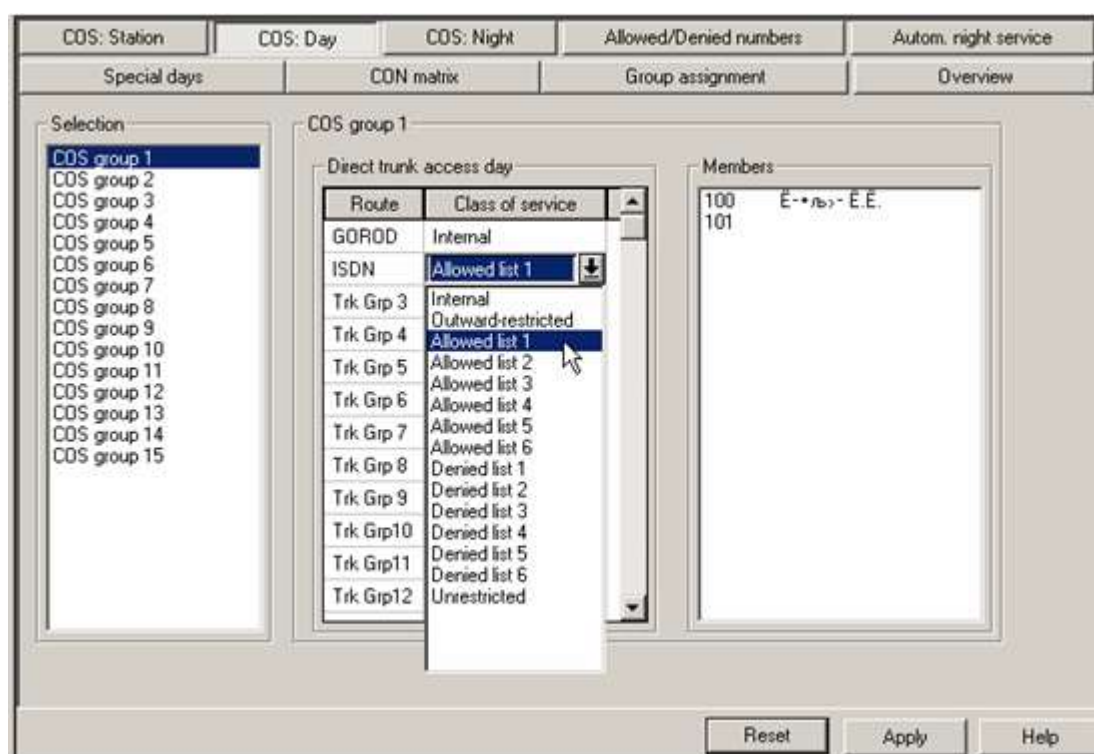 COS: Station
COS: Day
COS: Night
Allowed/Denied numbers
Autom. night service
Special days
CON matrix
Group assignment
Overview
Selection
COS group 1
COS group 2
COS group 3
COS group 4
COS group 5
COS group 6
COS group 7
COS group 8
COS group 9
COS group 10
COS group 11
COS group 12
COS group 13
COS group 14
COS group 15
COS group 1
Direct trunk access day
Route Class of service
GOROD Internal
ISDN Allowed list 1
Trk Grp 3
Trk Grp 4
Trk Grp 5
Trk Grp 6
Trk Grp 7
Trk Grp 8
Trk Grp 9
Trk Grp10
Trk Grp11
Trk Grp12
Internal
Outward-restricted
Allowed list 1
Allowed list 2
Allowed list 3
Allowed list 4
Allowed list 5
Allowed list 6
Denied list 1
Denied list 2
Denied list 3
Denied list 4
Denied list 5
Denied list 6
Unrestricted
Members
100
101
Reset
Apply
Help